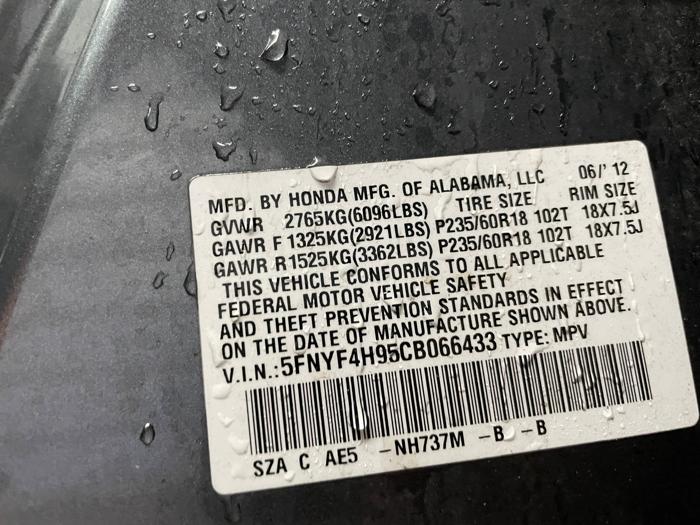 MFD. BY HONDA MFG. OF ALABAMA, LLC 06/'12
GVWR 2765KG(6096LBS) TIRE SIZE RIM SIZE
GAWR F 1325KG(2921LBS) P235/60R18 102T 18X7.5J
GAWR R 1525KG(3362LBS) P235/60R18 102T 18X7.5J
THIS VEHICLE CONFORMS TO ALL APPLICABLE
FEDERAL MOTOR VEHICLE SAFETY
AND THEFT PREVENTION STANDARDS IN EFFECT
ON THE DATE OF MANUFACTURE SHOWN ABOVE.
V.I.N.:5FNYF4H95CB066433 TYPE: MPV
SZA C AE5 -NH737M -B -B